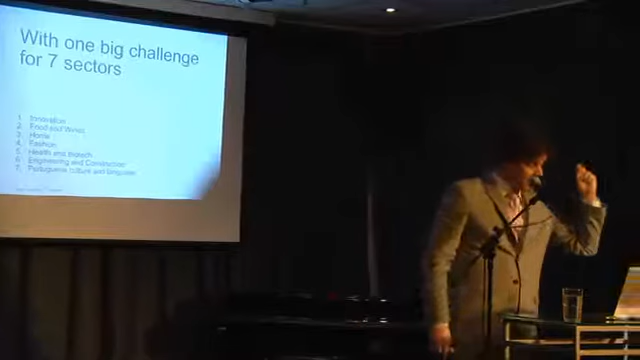 With one big challenge
for 7 sectors
1. Innovation
2. Food and Wines
3. Home
4. Fashion
5. Health and Biotech
6. Engineering and Construction
7. Portuguese culture and language